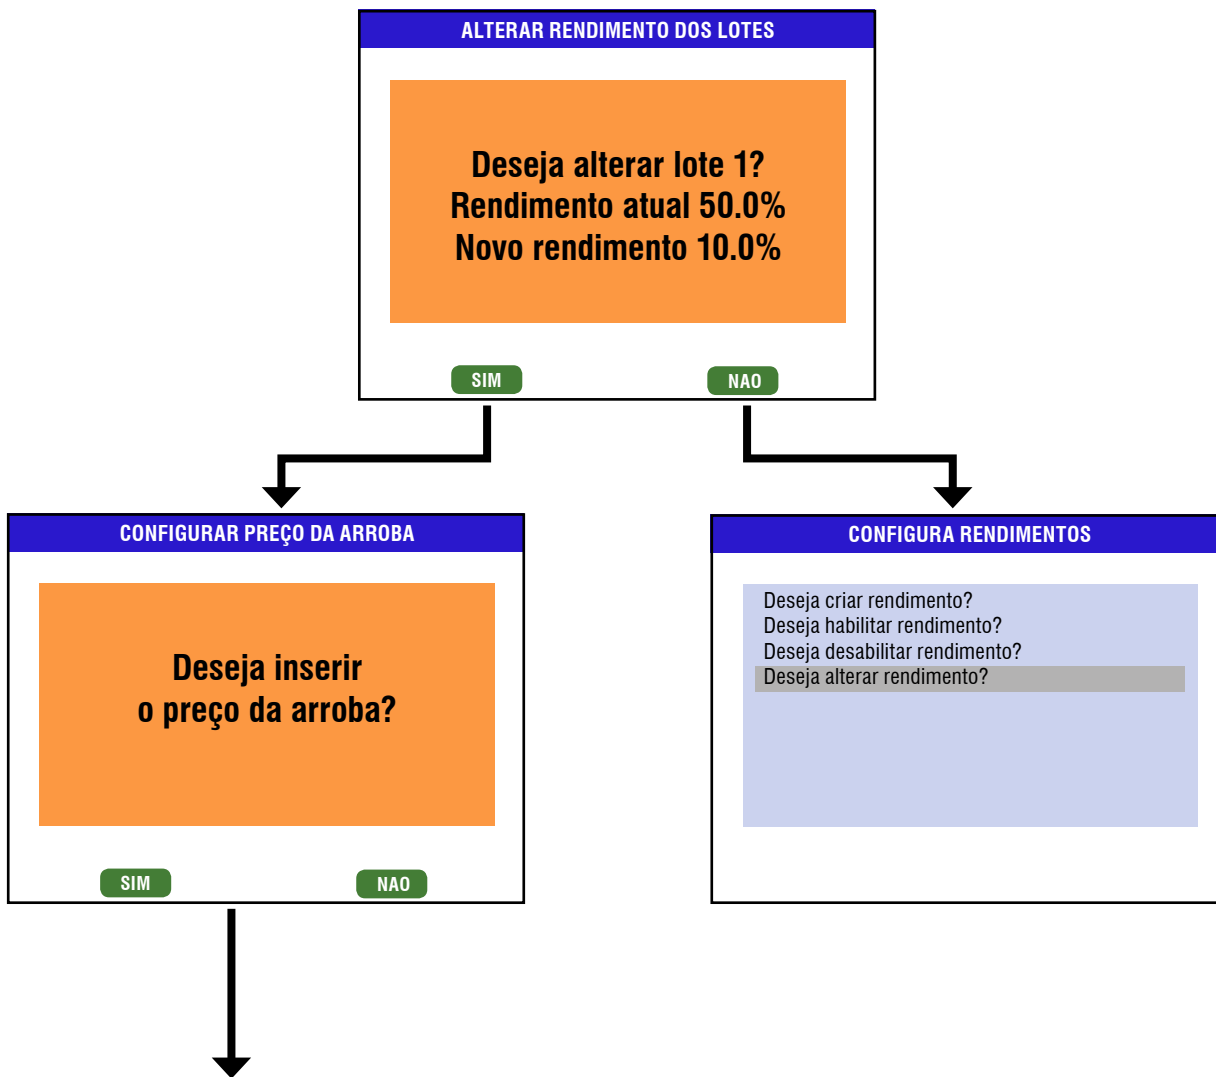 ALTERAR RENDIMENTO DOS LOTES
Deseja alterar lote 1?
Rendimento atual 50.0%
Novo rendimento 10.0%
SIM
NAO
CONFIGURAR PREÇO DA ARROBA
Deseja inserir
o preço da arroba?
SIM
NAO
CONFIGURA RENDIMENTOS
Deseja criar rendimento?
Deseja habilitar rendimento?
Deseja desabilitar rendimento?
Deseja alterar rendimento?